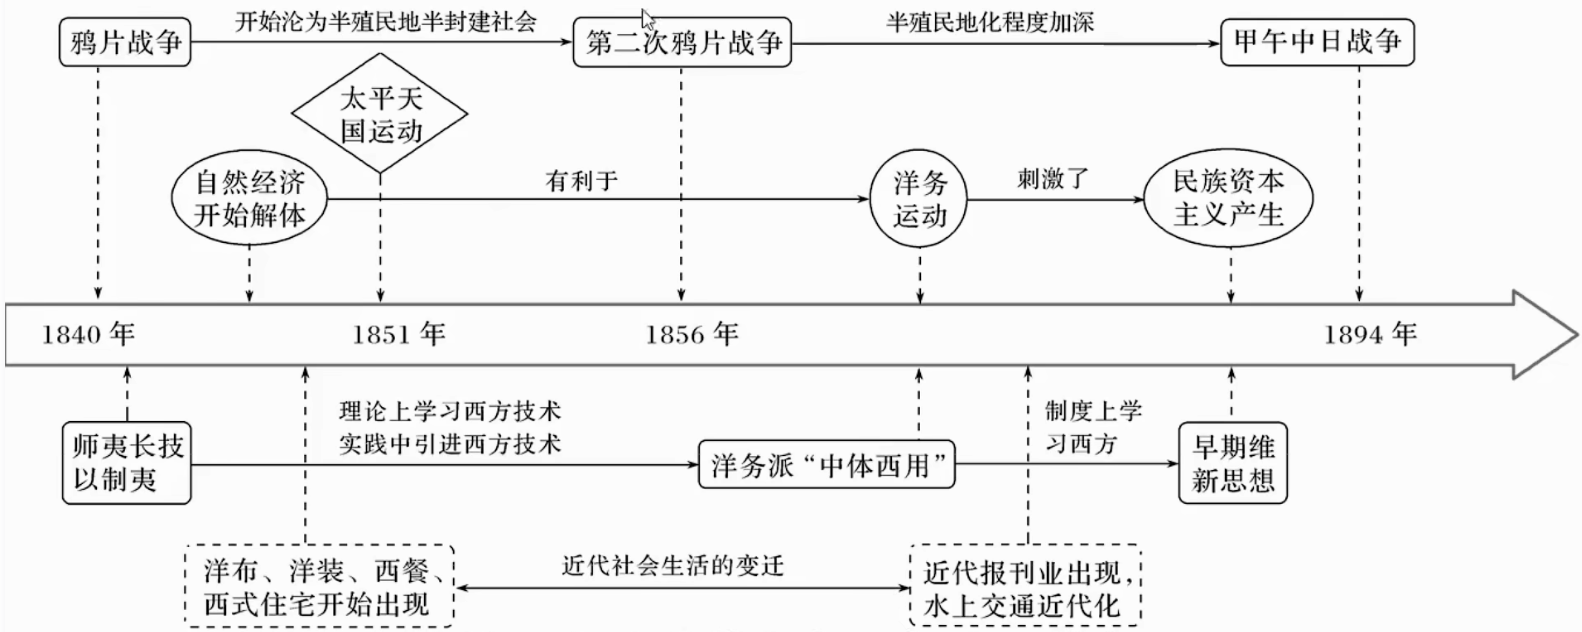 开始沦为半殖民地半封建社会
半殖民地化程度加深
鸦片战争
第二次鸦片战争
甲午中日战争
太平天
国运动
自然经济
开始解体
有利于
洋务
运动
刺激了
民族资本
主义产生
1840 年
1851 年
1856 年
1894 年
师夷长技
以制夷
理论上学习西方技术
实践中引进西方技术
洋务派“中体西用”
制度上学
习西方
早期维
新思想
洋布、洋装、西餐、
西式住宅开始出现
近代社会生活的变迁
近代报刊业出现，
水上交通近代化